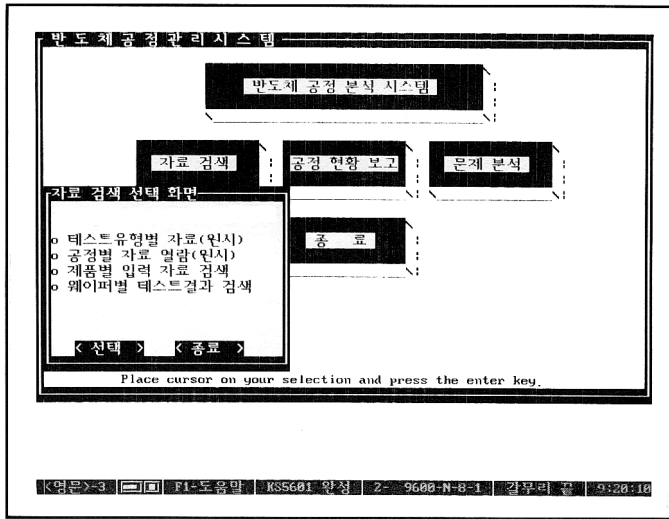 반도체공정관리시스템
반도체 공정 분석 시스템
자료 검색
공정 현황 보고
문제 분석
자료 검색 선택 화면
o 테스트유형별 자료(원시)
o 공정별 자료 열람(원시)
o 제품별 입력 자료 검색
o 웨이퍼별 테스트결과 검색
종 료
< 선택 > < 종료 >
Place cursor on your selection and press the enter key.
<영문>-3 F1-도움말 KS5601 완성 2- 9600-N-8-1 갈무리 끝 9:20:10